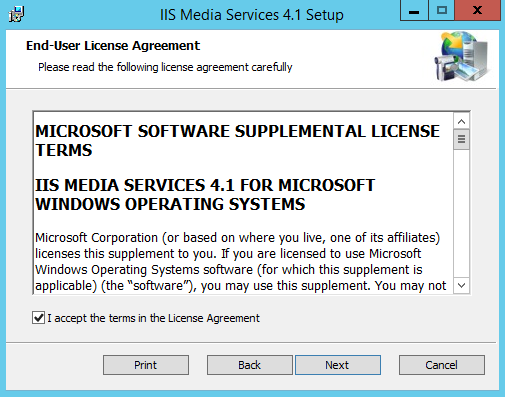 IIS Media Services 4.1 Setup
End-User License Agreement
Please read the following license agreement carefully
MICROSOFT SOFTWARE SUPPLEMENTAL LICENSE
TERMS
IIS MEDIA SERVICES 4.1 FOR MICROSOFT
WINDOWS OPERATING SYSTEMS
Microsoft Corporation (or based on where you live, one of its affiliates)
licenses this supplement to you. If you are licensed to use Microsoft
Windows Operating Systems software (for which this supplement is
applicable) (the “software”), you may use this supplement. You may not
I accept the terms in the License Agreement
Print Back Next Cancel